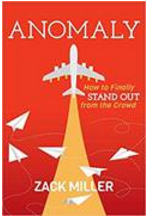 ANOMALY
How to Finally
STAND OUT
from the Crowd
ZACK MILLER